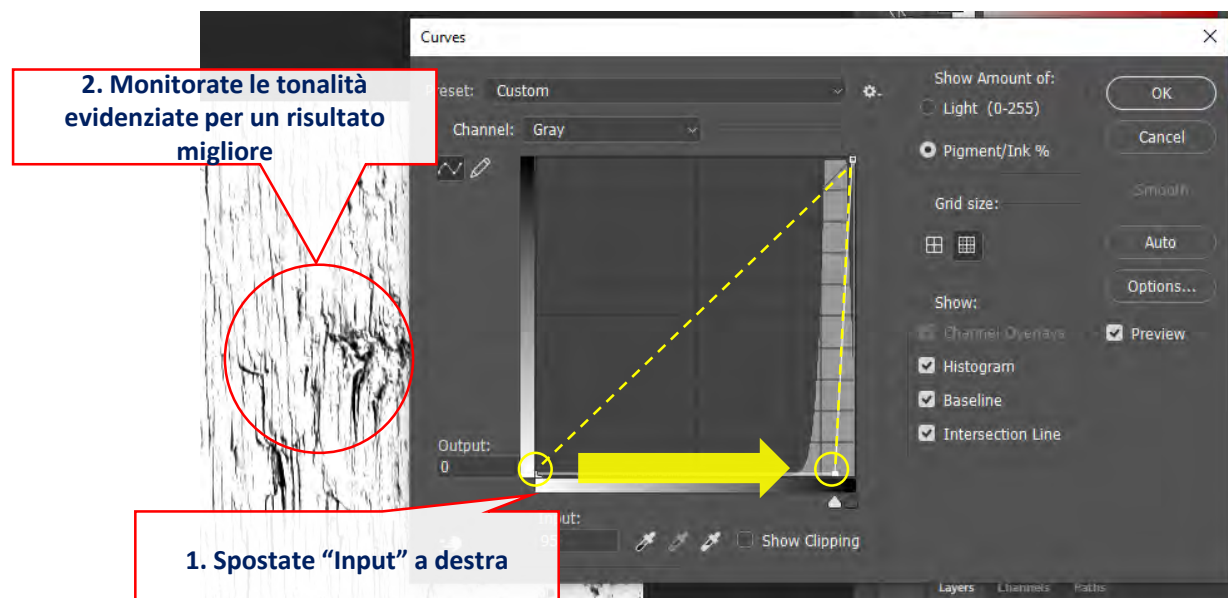 Curves
2. Monitorate le tonalità
evidenziate per un risultato
migliore
Custom
Channel: Gray
Show Amount of:
Light (0-255)
Pigment/Ink %
Grid size:
Show:
Channel Overlays
Histogram
Baseline
Intersection Line
OK
Cancel
Smooth
Auto
Options...
Preview
Output:
0
1. Spostate “Input” a destra
Show Clipping
Layers Channels Paths